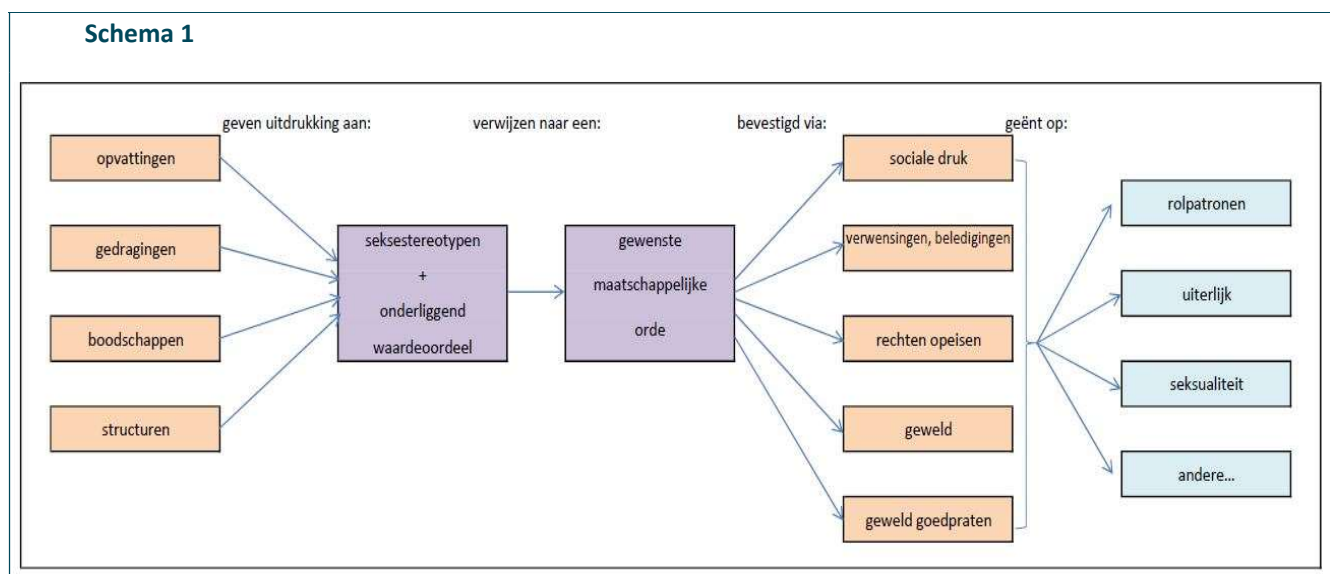 Schema 1
geven uitdrukking aan:
verwijzen naar een:
bevestigd via:
geënt op:
opvattingen
gedragingen
boodschappen
structuren
seksestereotypen
+
onderliggend
waardeoordeel
gewenste
maatschappelijke
orde
sociale druk
verwensingen, beledigingen
rechten opeisen
geweld
geweld goedpraten
rolpatronen
uiterlijk
seksualiteit
andere...